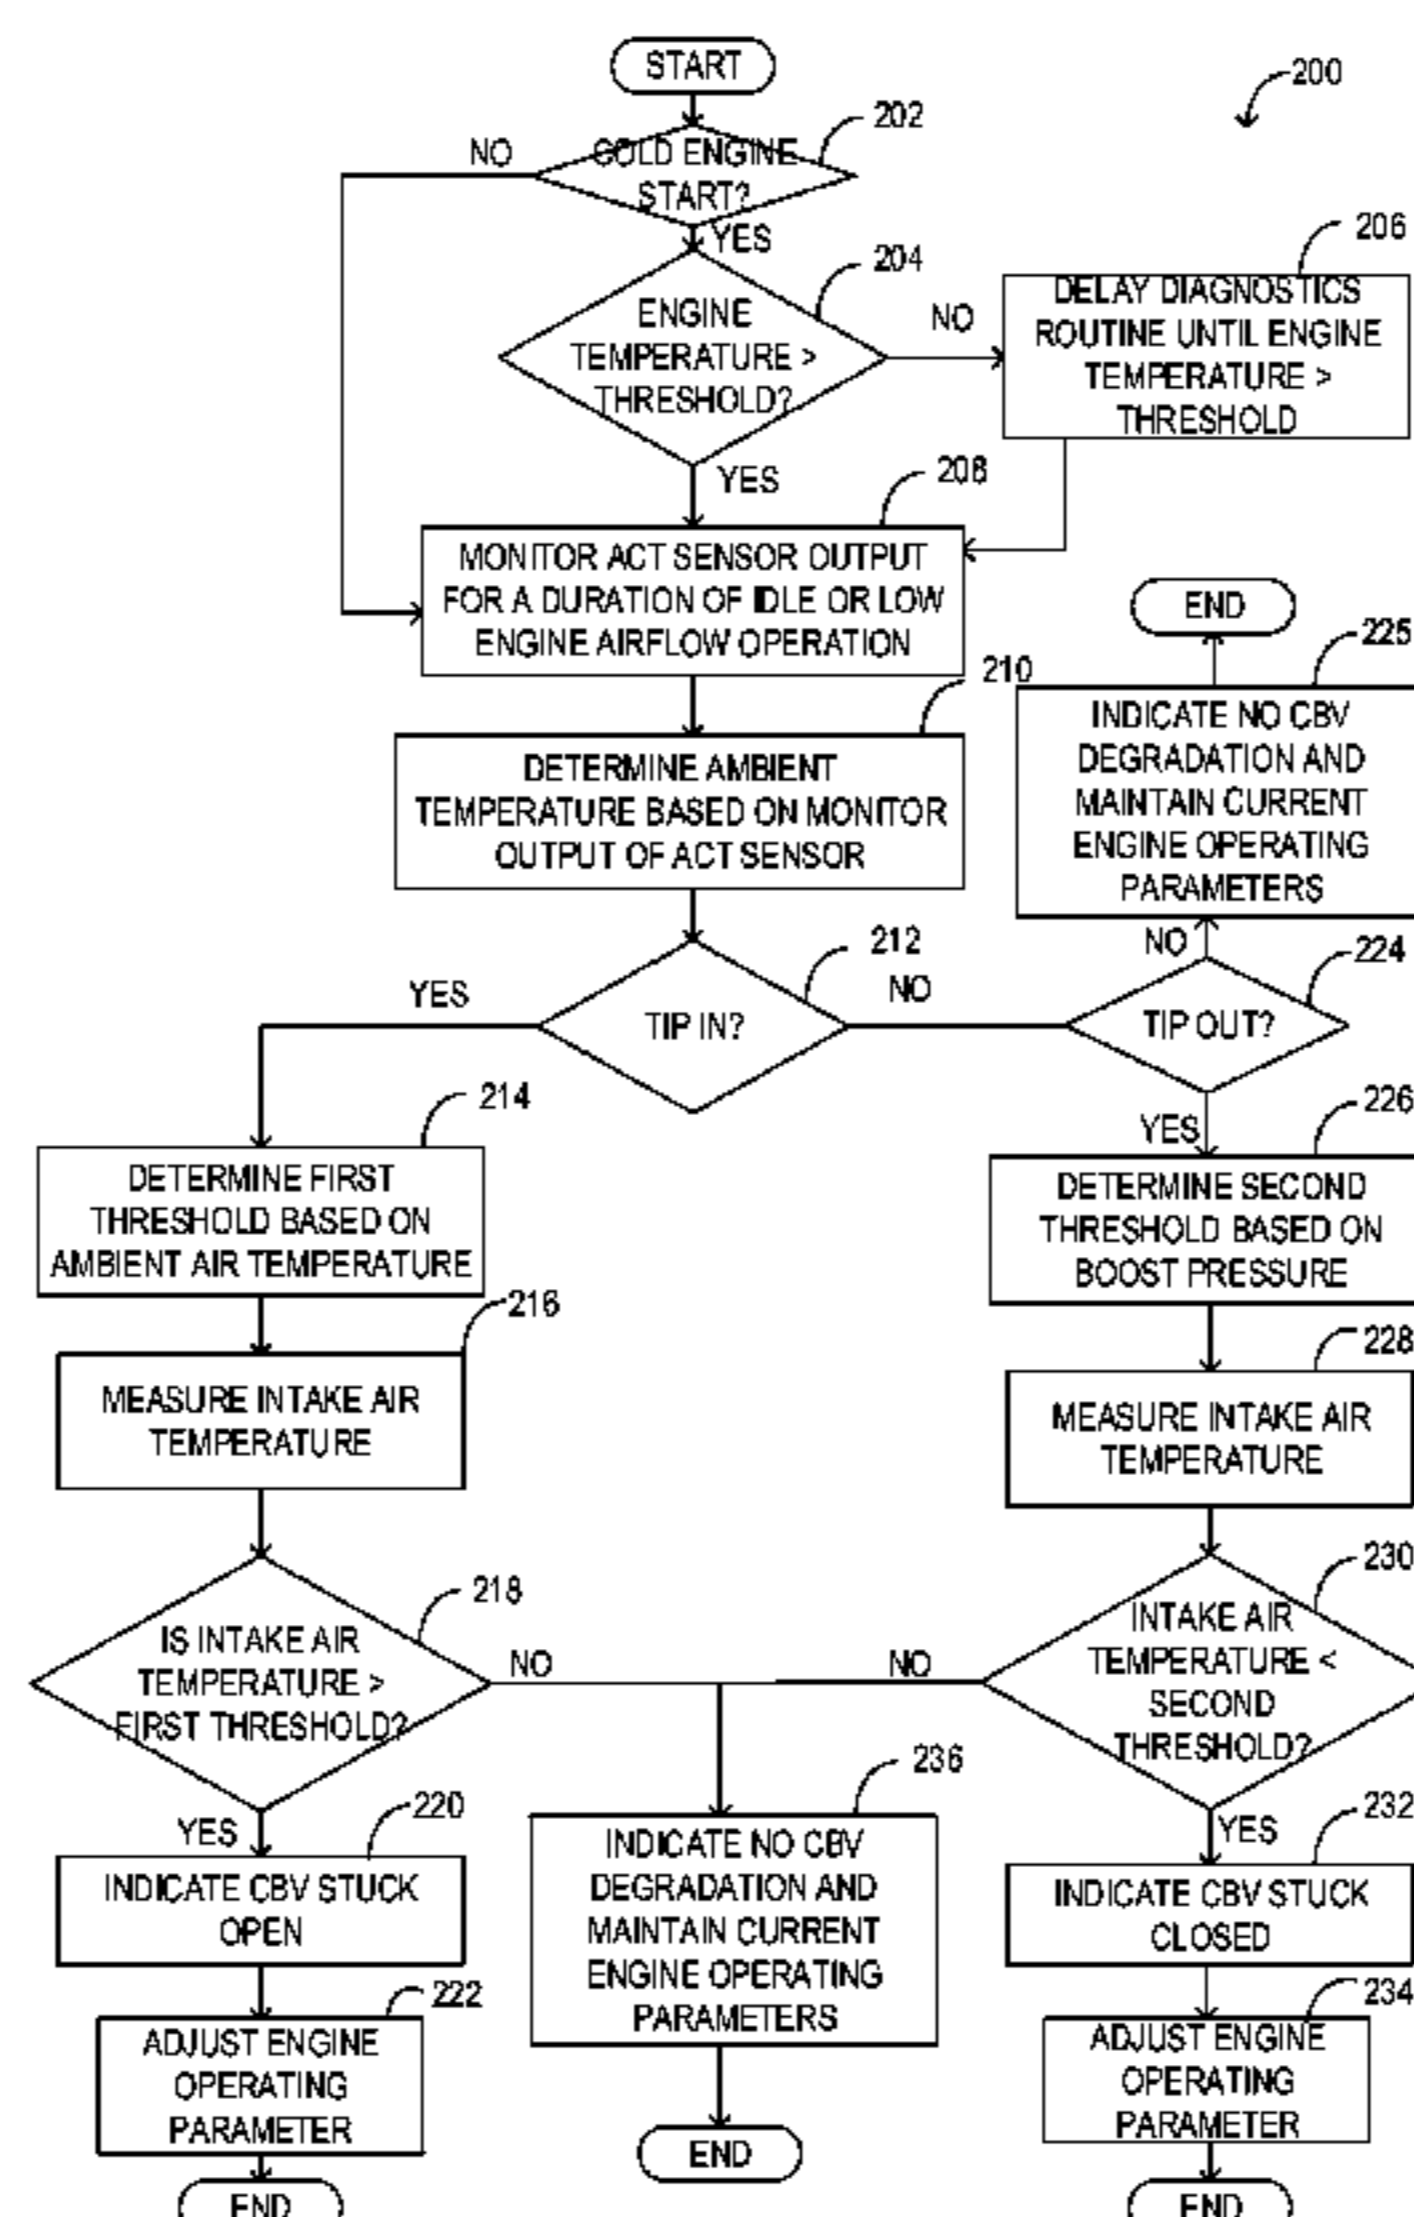 START
200
202
NO
COLD ENGINE
START?
YES
204
206
ENGINE
TEMPERATURE >
THRESHOLD?
NO
DELAY DIAGNOSTICS
ROUTINE UNTIL ENGINE
TEMPERATURE >
THRESHOLD
YES
208
MONITOR ACT SENSOR OUTPUT
FOR A DURATION OF IDLE OR LOW
ENGINE AIRFLOW OPERATION
END
225
210
DETERMINE AMBIENT
TEMPERATURE BASED ON MONITOR
OUTPUT OF ACT SENSOR
INDICATE NO CBV
DEGRADATION AND
MAINTAIN CURRENT
ENGINE OPERATING
PARAMETERS
212
NO
224
YES
TIP IN?
NO
TIP OUT?
214
YES
226
DETERMINE FIRST
THRESHOLD BASED ON
AMBIENT AIR TEMPERATURE
DETERMINE SECOND
THRESHOLD BASED ON
BOOST PRESSURE
216
228
MEASURE INTAKE AIR
TEMPERATURE
MEASURE INTAKE AIR
TEMPERATURE
218
230
IS INTAKE AIR
TEMPERATURE >
FIRST THRESHOLD?
NO
NO
INTAKE AIR
TEMPERATURE <
SECOND
THRESHOLD?
YES
220
236
YES
232
INDICATE CBV STUCK
OPEN
INDICATE NO CBV
DEGRADATION AND
MAINTAIN CURRENT
ENGINE OPERATING
PARAMETERS
INDICATE CBV STUCK
CLOSED
222
234
ADJUST ENGINE
OPERATING
PARAMETER
ADJUST ENGINE
OPERATING
PARAMETER
END
END
END